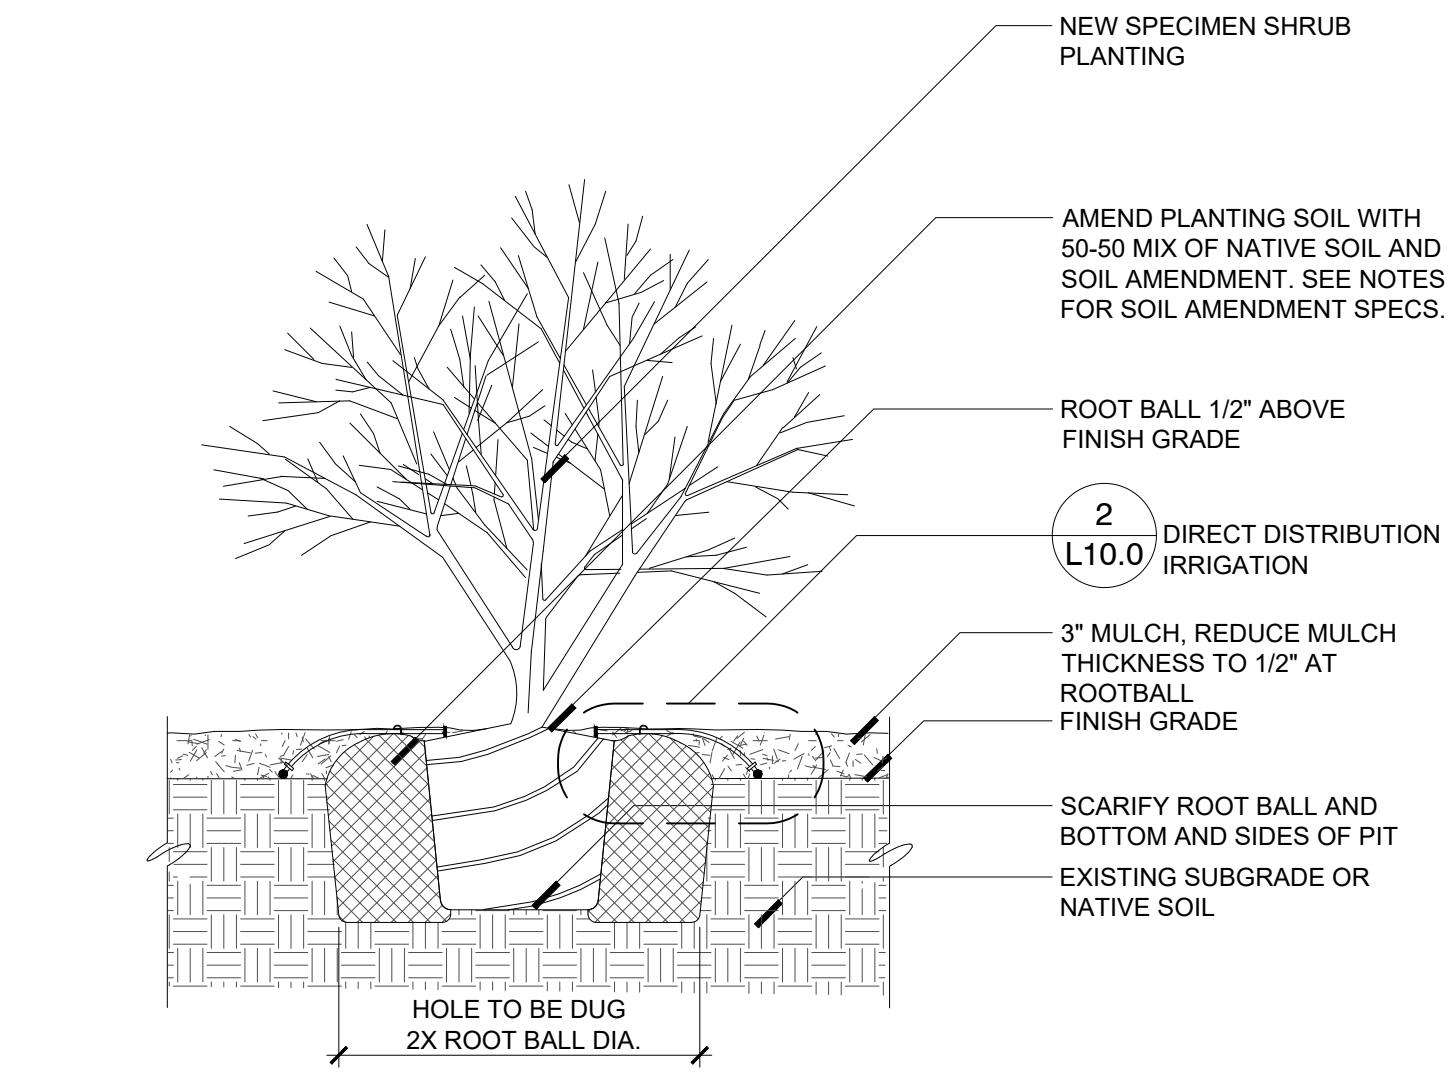 NEW SPECIMEN SHRUB
PLANTING
AMEND PLANTING SOIL WITH
50-50 MIX OF NATIVE SOIL AND
SOIL AMENDMENT. SEE NOTES
FOR SOIL AMENDMENT SPECS.
ROOT BALL 1/2" ABOVE
FINISH GRADE
2
L10.0
DIRECT DISTRIBUTION
IRRIGATION
3" MULCH, REDUCE MULCH
THICKNESS TO 1/2" AT
ROOTBALL
FINISH GRADE
SCARIFY ROOT BALL AND
BOTTOM AND SIDES OF PIT
EXISTING SUBGRADE OR
NATIVE SOIL
HOLE TO BE DUG
2X ROOT BALL DIA.